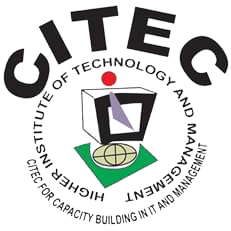 CITEC
HIGHER INSTITUTE OF TECHNOLOGY AND MANAGEMENT
CITEC FOR CAPACITY BUILDING IN IT AND MANAGEMENT